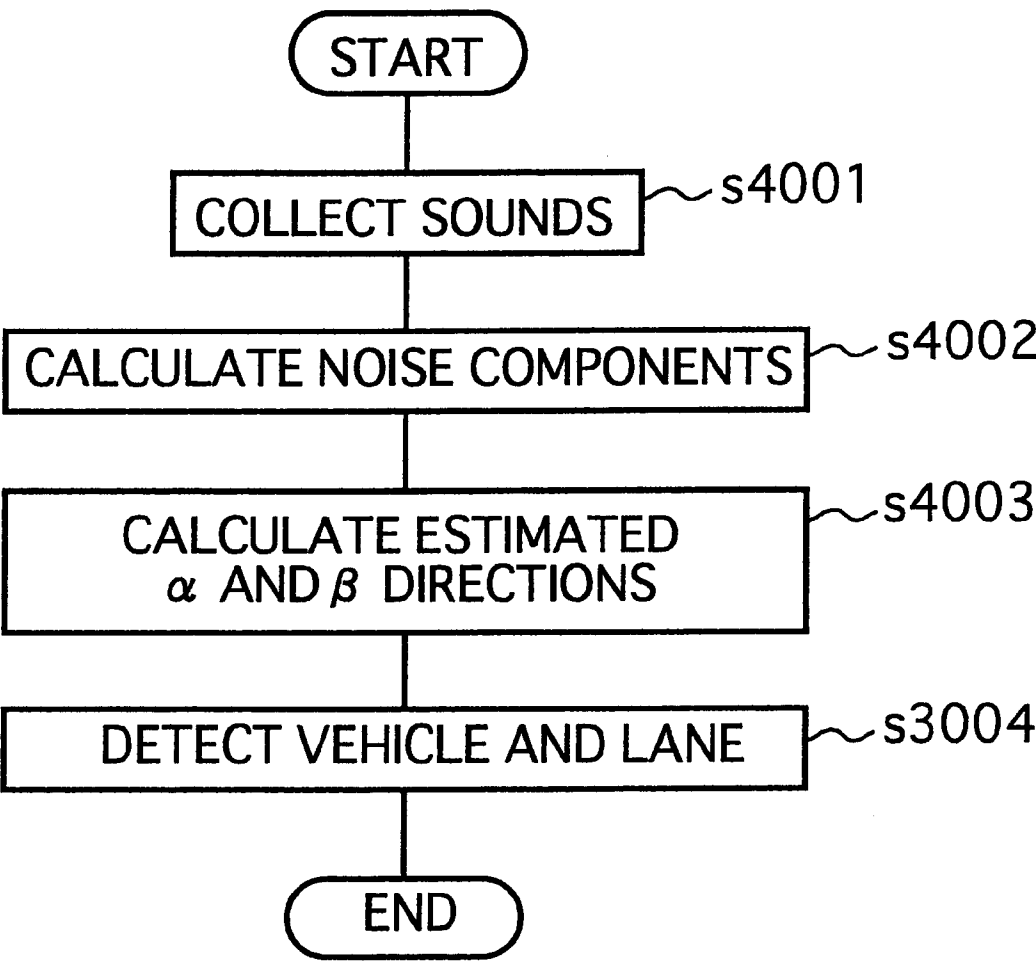 START
COLLECT SOUNDS
s4001
CALCULATE NOISE COMPONENTS
s4002
CALCULATE ESTIMATED
α AND β DIRECTIONS
s4003
DETECT VEHICLE AND LANE
s3004
END